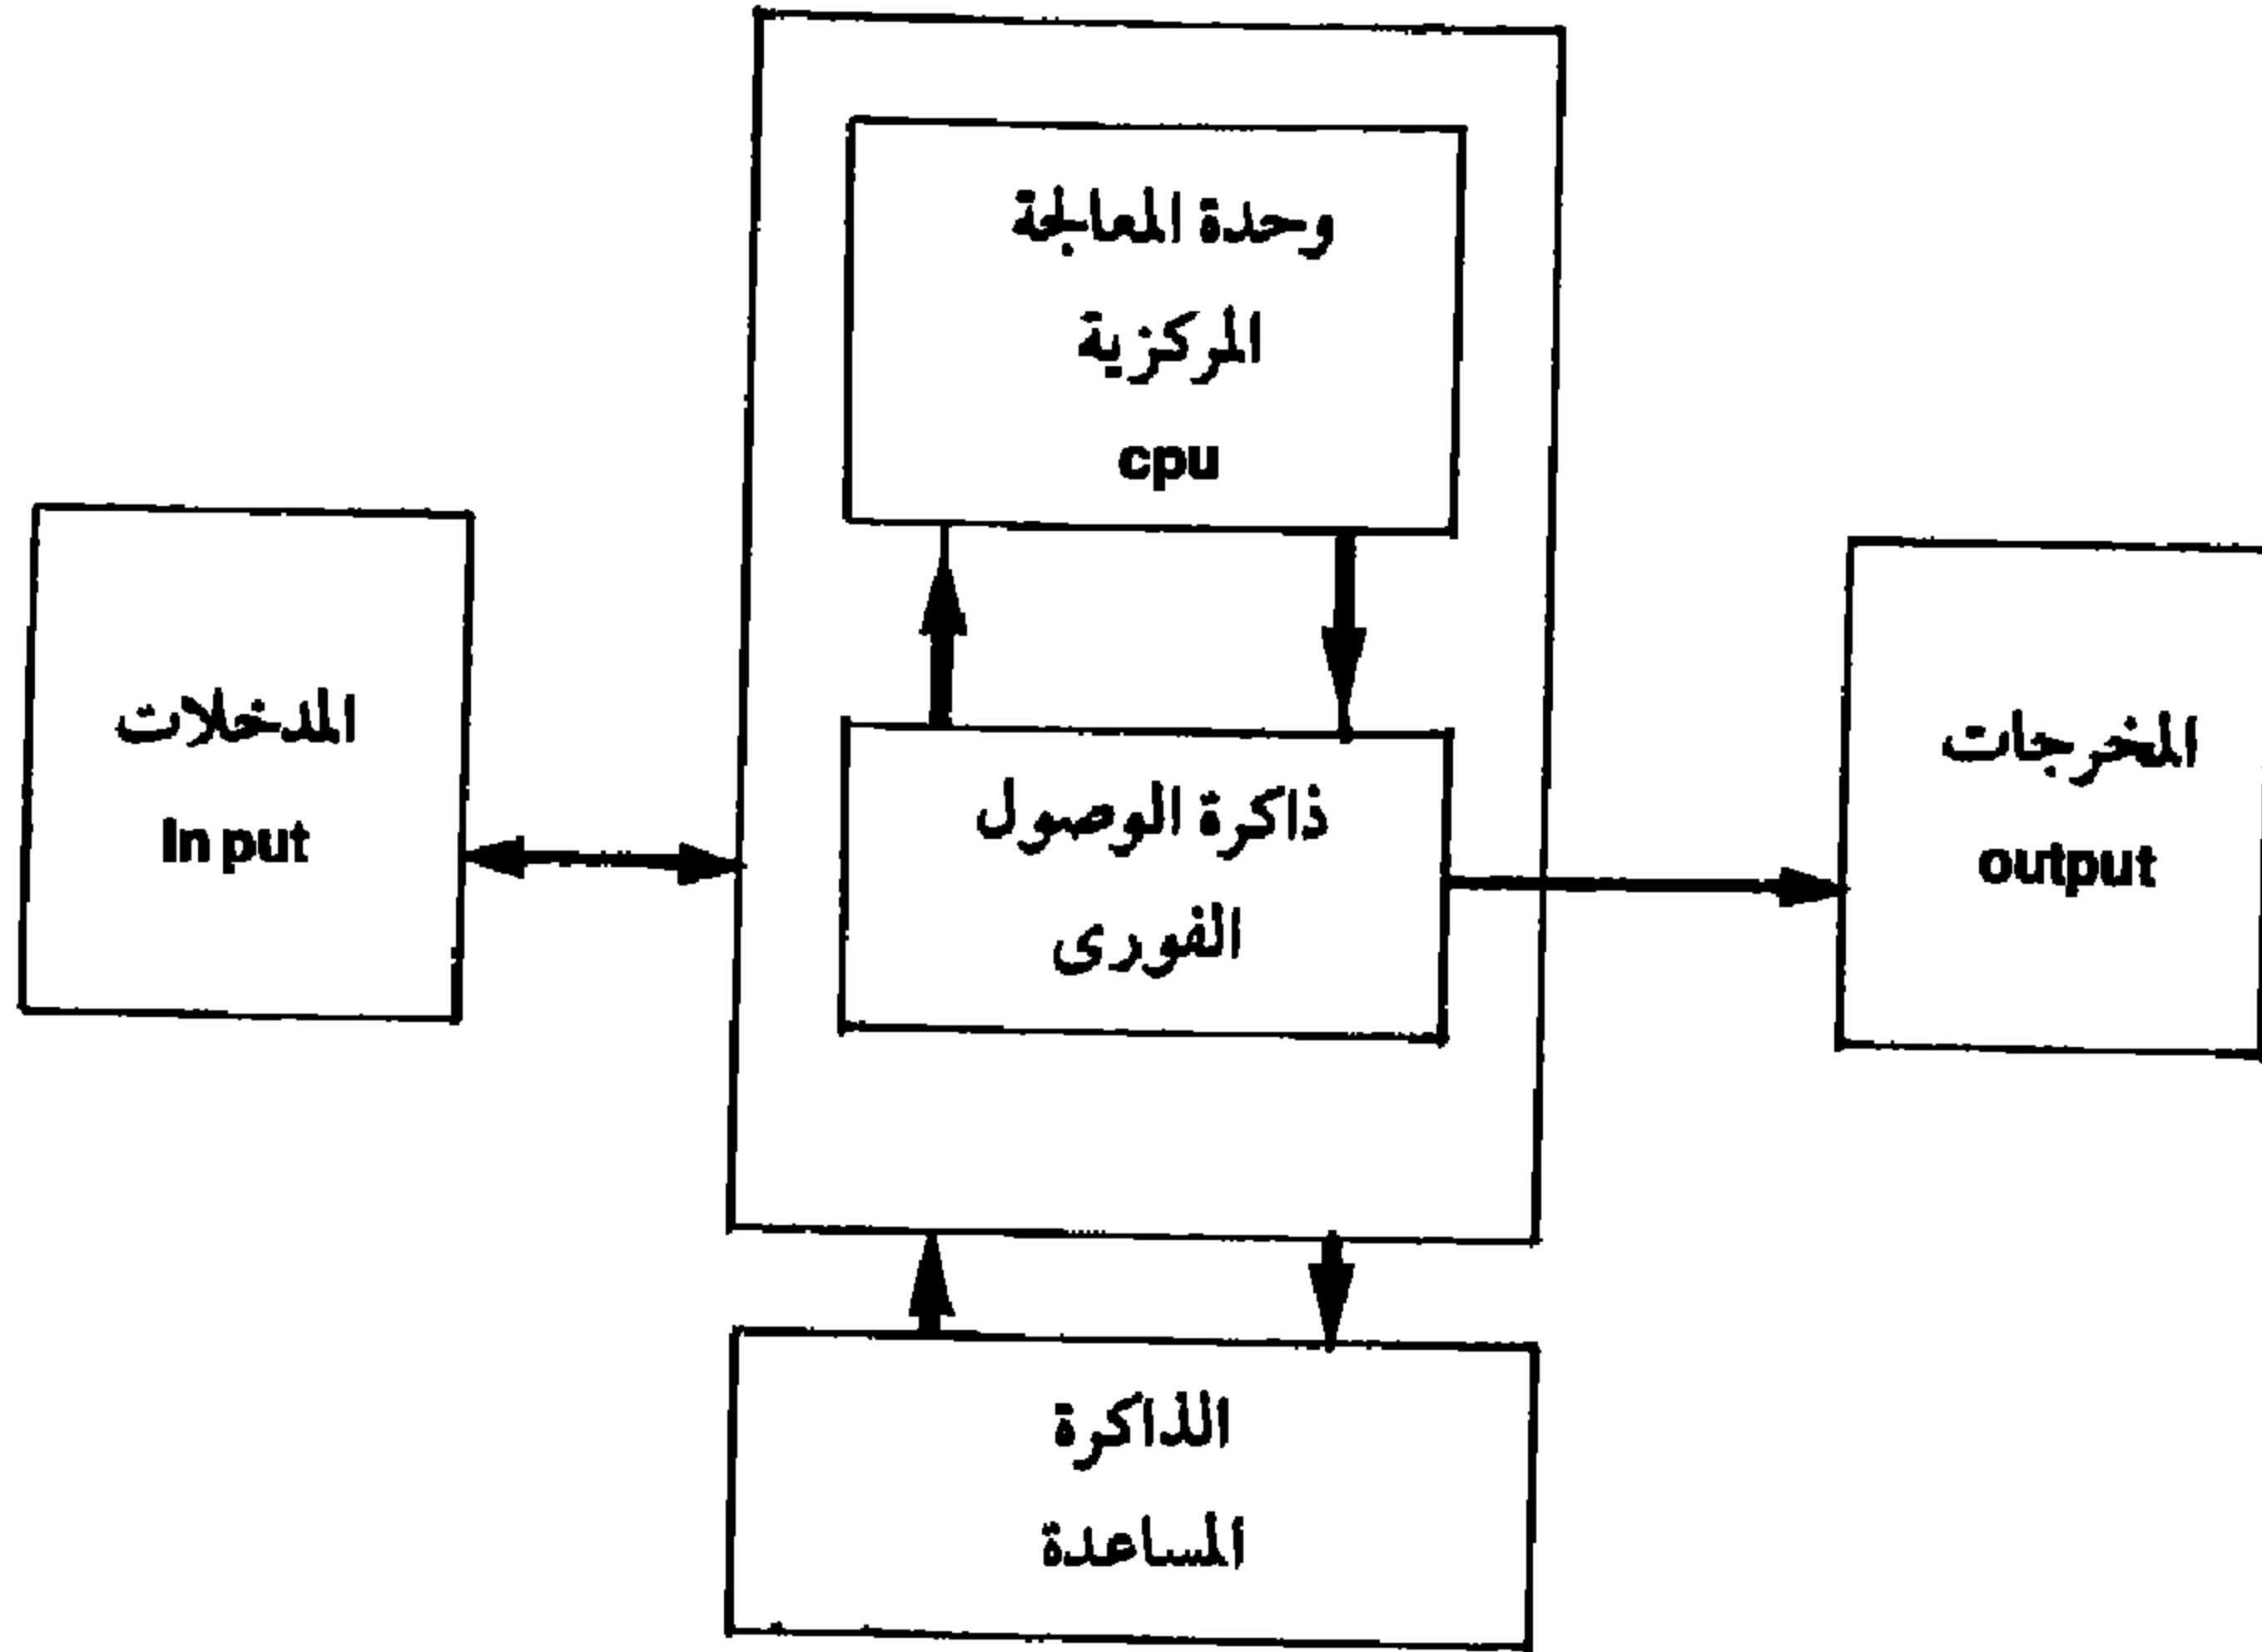 وحدة المعالجة
المركزية
cpu
المدخلات
In put
ذاكرة الوصول
الفورى
المخرجات
output
الذاكرة
المساعدة